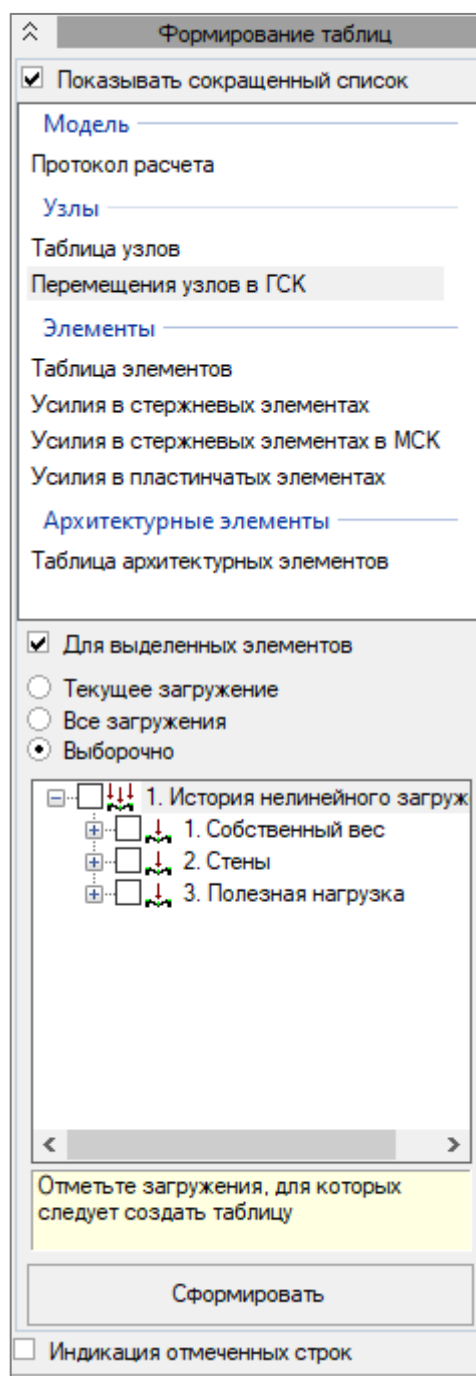 Формирование таблиц
Показывать сокращенный список
Модель
Протокол расчета
Узлы
Таблица узлов
Перемещения узлов в ГСК
Элементы
Таблица элементов
Усилия в стержневых элементах
Усилия в стержневых элементах в МСК
Усилия в пластинчатых элементах
Архитектурные элементы
Таблица архитектурных элементов
Для выделенных элементов
Текущее загружение
Все загружения
Выборочно
1. История нелинейного загруж
1. Собственный вес
2. Стены
3. Полезная нагрузка
Отметьте загружения, для которых
следует создать таблицу
Сформировать
Индикация отмеченных строк